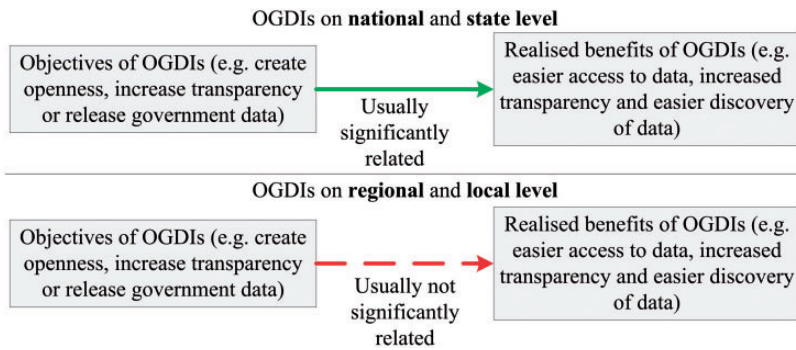 OGDIs on national and state level
Objectives of OGDIs (e.g. create
openness, increase transparency
or release government data)
Usually
significantly
related
Realised benefits of OGDIs (e.g.
easier access to data, increased
transparency and easier discovery
of data)
OGDIs on regional and local level
Objectives of OGDIs (e.g. create
openness, increase transparency
or release government data)
Usually not
significantly
related
Realised benefits of OGDIs (e.g.
easier access to data, increased
transparency and easier discovery
of data)